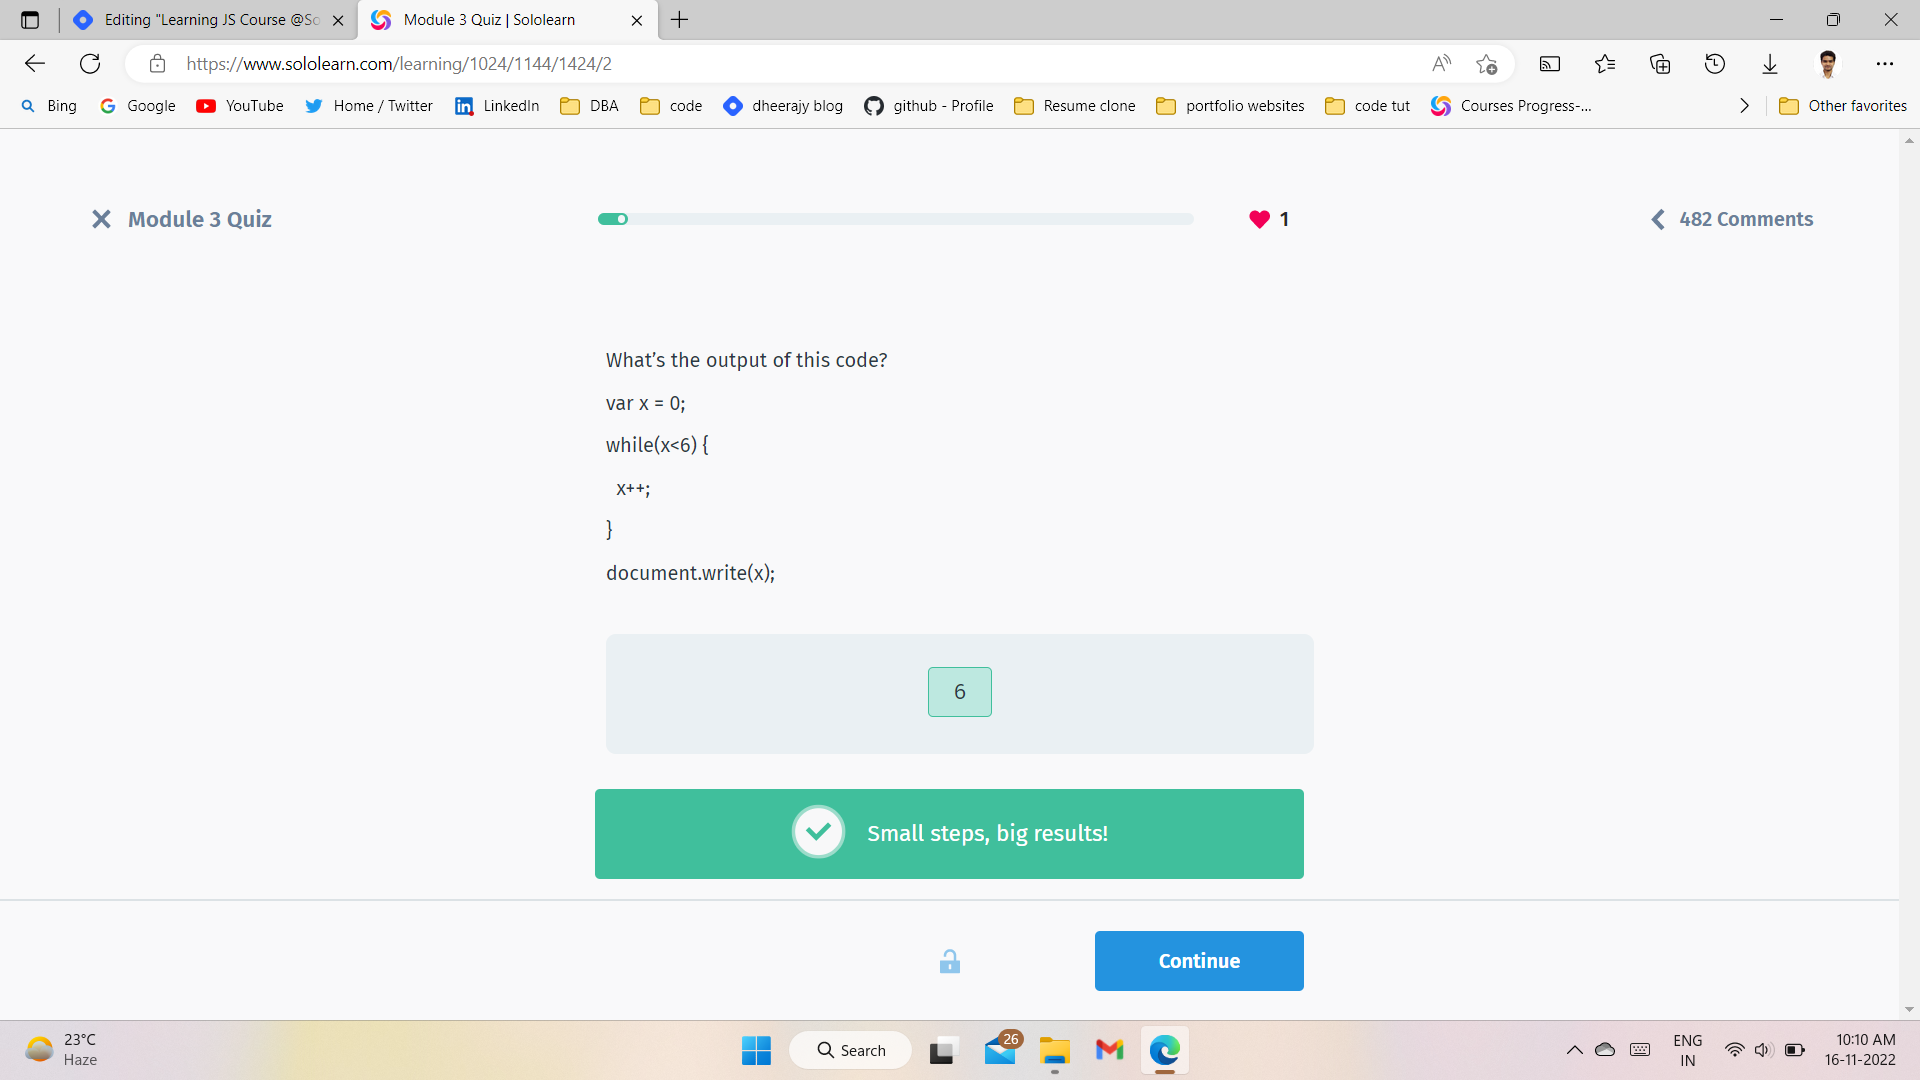 Editing "Learning JS Course @So
Module 3 Quiz | Sololearn
https://www.sololearn.com/learning/1024/1144/1424/2
Bing
Google
YouTube
Home / Twitter
LinkedIn
DBA
code
dheerajy blog
github - Profile
Resume clone
portfolio websites
code tut
Courses Progress-...
Other favorites
Module 3 Quiz
1
482 Comments
What’s the output of this code?
var x = 0;
while(x<6) {
x++;
}
document.write(x);
6
Small steps, big results!
Continue
23°C
Haze
Search
26
ENG
IN
10:10 AM
16-11-2022